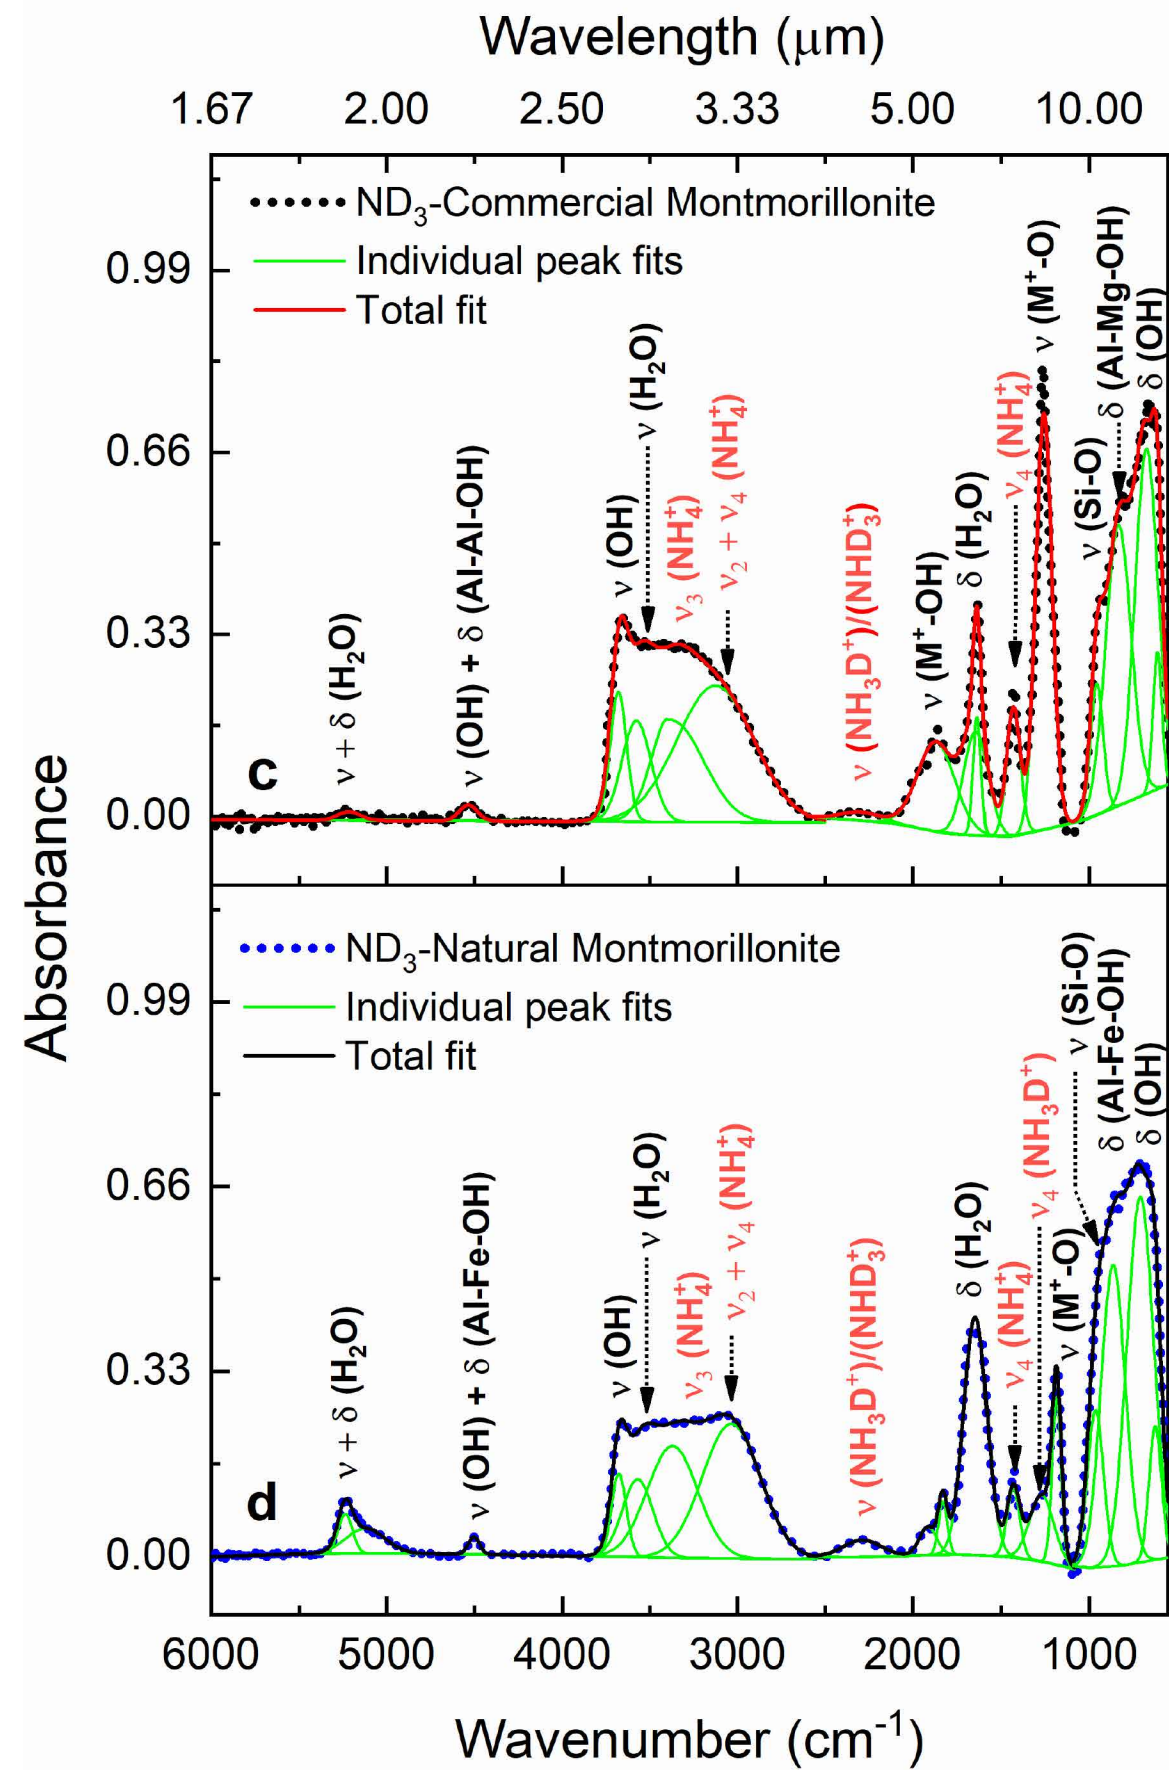 Wavelength (μm)
1.67 2.00 2.50 3.33 5.00 10.00
Absorbance
ND₃-Commercial Montmorillonite
Individual peak fits
Total fit
0.99
0.66
0.33
0.00
c
ν + δ (H₂O)
ν (OH) + δ (Al-Al-OH)
ν (OH)
ν (H₂O)
ν₃ (NH₄⁺)
ν₂ + ν₄ (NH₄⁺)
ν (NH₃D⁺)/(NHD₃⁺)
ν (M⁺-OH)
δ (H₂O)
ν₄ (NH₄⁺)
ν (M⁺-O)
ν (Si-O)
δ (Al-Mg-OH)
δ (OH)
ND₃-Natural Montmorillonite
Individual peak fits
Total fit
0.99
0.66
0.33
0.00
d
ν + δ (H₂O)
ν (OH) + δ (Al-Fe-OH)
ν (OH)
ν (H₂O)
ν₃ (NH₄⁺)
ν₂ + ν₄ (NH₄⁺)
ν (NH₃D⁺)/(NHD₃⁺)
δ (H₂O)
ν₄ (NH₄⁺)
ν₄ (NH₃D⁺)
ν (M⁺-O)
ν (Si-O)
δ (Al-Fe-OH)
δ (OH)
6000 5000 4000 3000 2000 1000
Wavenumber (cm⁻¹)